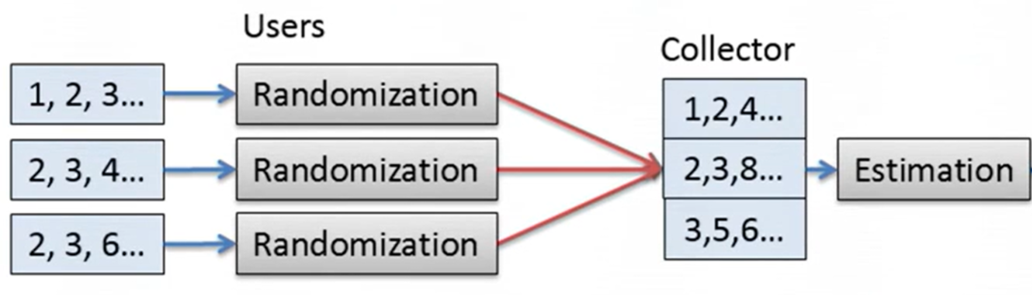 Users
Collector
1, 2, 3...
Randomization
1,2,4...
2, 3, 4...
Randomization
2,3,8...
Estimation
2, 3, 6...
Randomization
3,5,6...